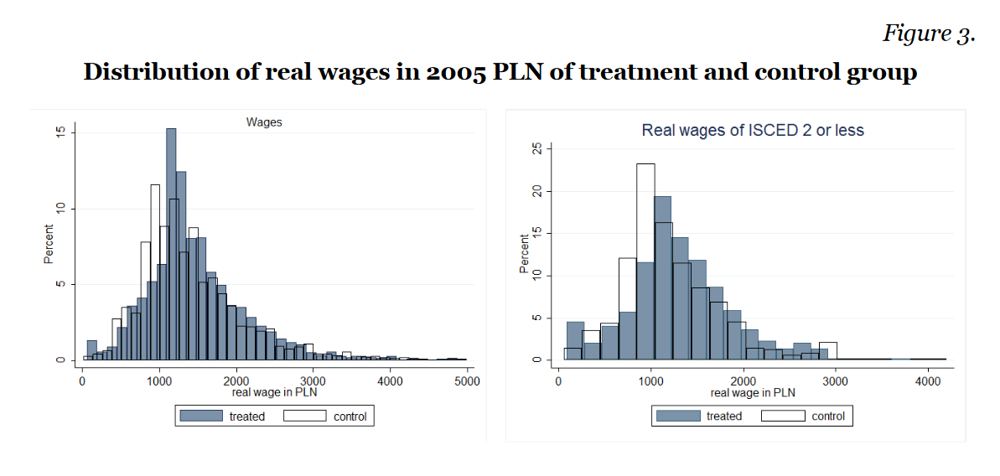 Figure 3.
Distribution of real wages in 2005 PLN of treatment and control group
Wages
Percent
15
10
5
0
0 1000 2000 3000 4000 5000
real wage in PLN
treated control
Real wages of ISCED 2 or less
Percent
25
20
15
10
5
0
0 1000 2000 3000 4000
real wage in PLN
treated control